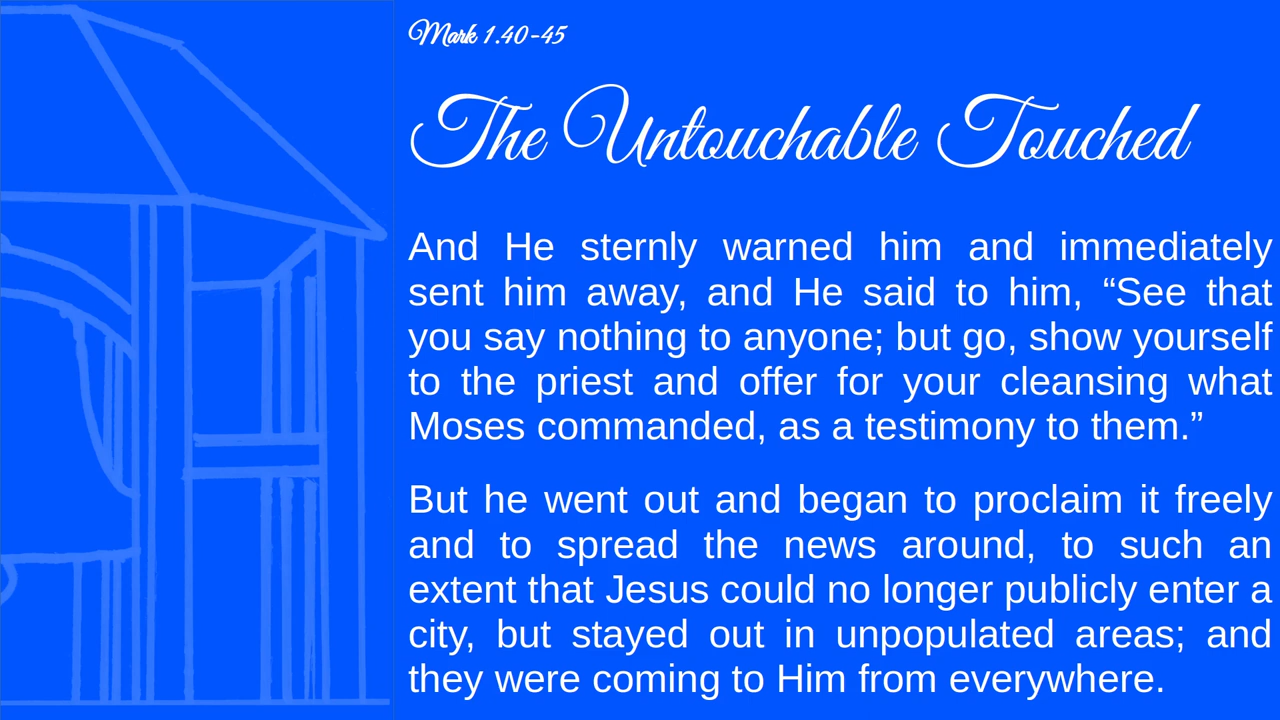 Mark 1.40-45
The Untouchable Touched
And He sternly warned him and immediately
sent him away, and He said to him, “See that
you say nothing to anyone; but go, show yourself
to the priest and offer for your cleansing what
Moses commanded, as a testimony to them.”
But he went out and began to proclaim it freely
and to spread the news around, to such an
extent that Jesus could no longer publicly enter a
city, but stayed out in unpopulated areas; and
they were coming to Him from everywhere.